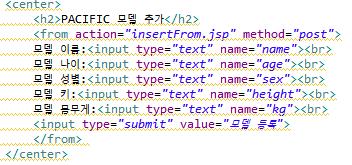 <center>
<h2>PACIFIC 모델 추가</h2>
<from action="insertFrom.jsp" method="post">
모델 이름:<input type="text" name="name"><br>
모델 나이:<input type="text" name="age"><br>
모델 성별:<input type="text" name="sex"><br>
모델 키:<input type="text" name="height"><br>
모델 몸무게:<input type="text" name="kg"><br>
<input type="submit" value="모델 등록">
</from>
</center>